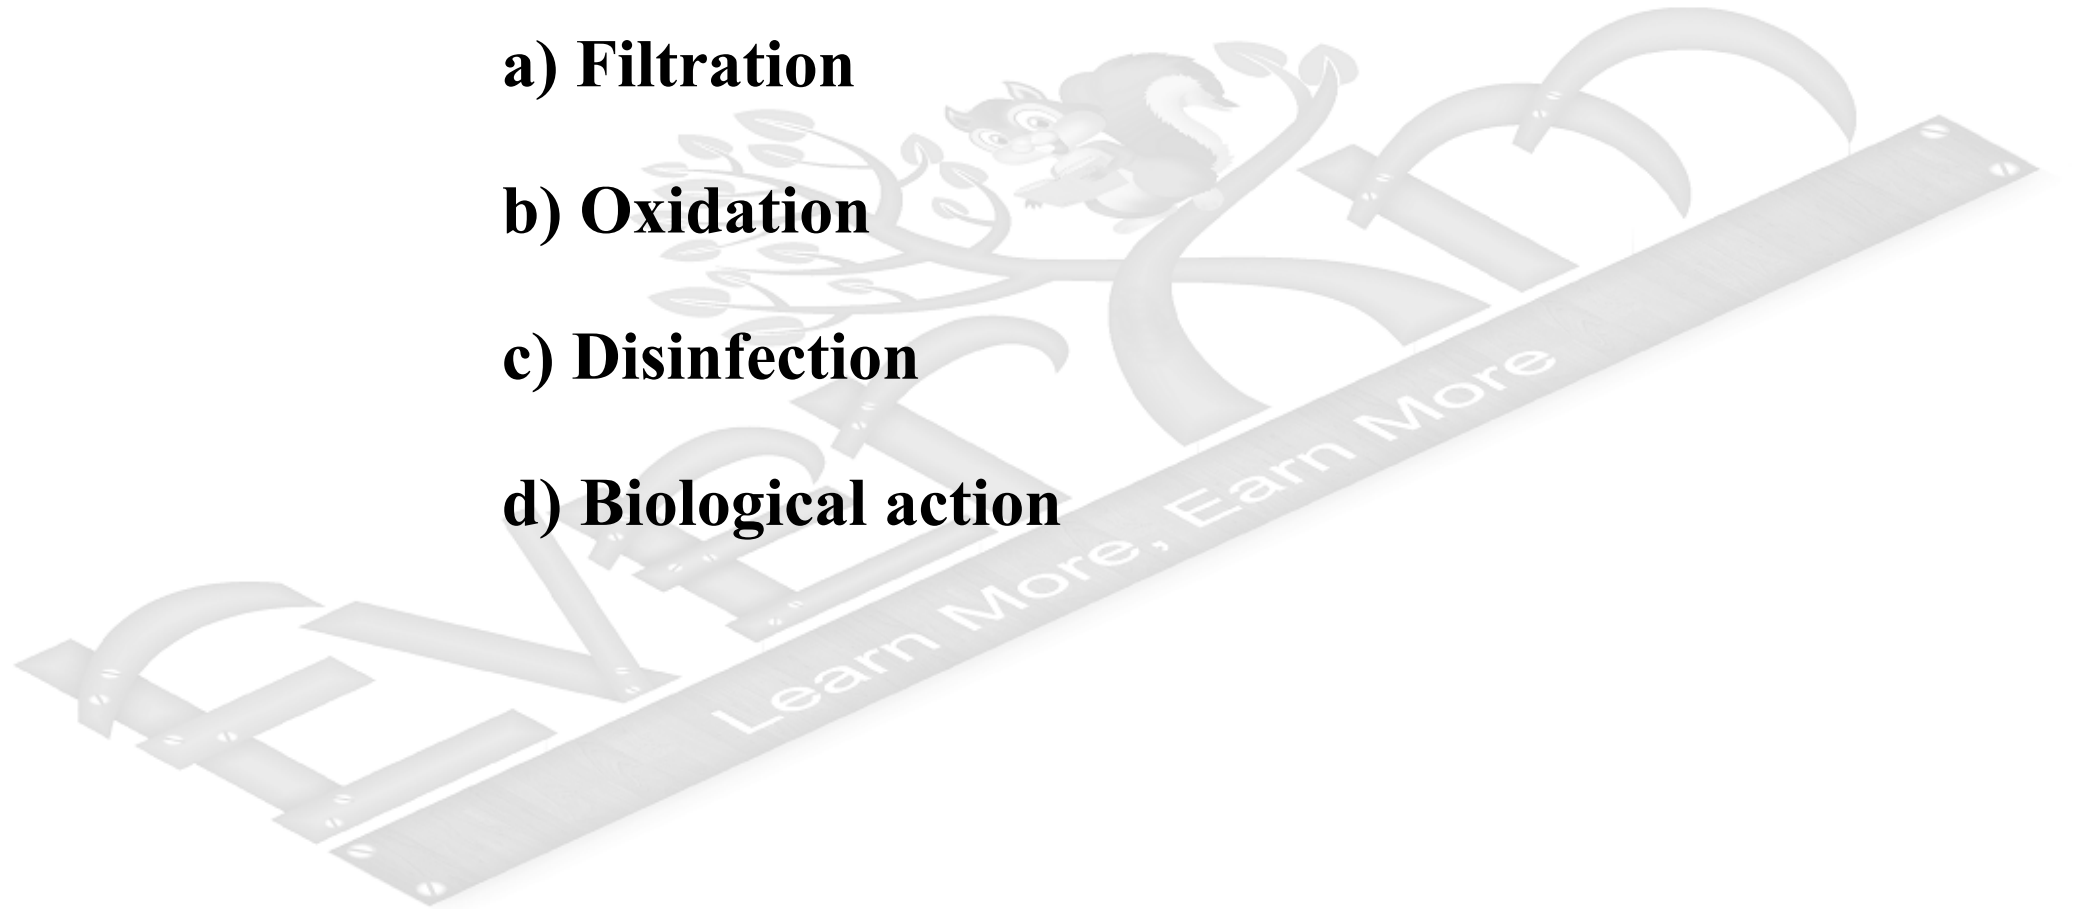 a) Filtration
b) Oxidation
c) Disinfection
d) Biological action
Learn More, Earn More